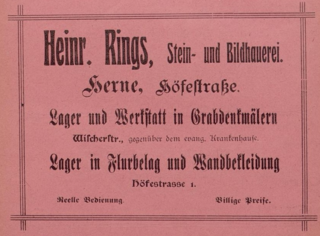 Heinr. Rings, Stein- und Bildhauerei.
Herne, Höfestraße.
Lager und Werkstatt in Grabdenkmälern
Wischerstr., gegenüber dem evang. Krankenhause.
Lager in Flurbelag und Wandbekleidung
Höfestrasse 1.
Reelle Bedienung Billige Preise.